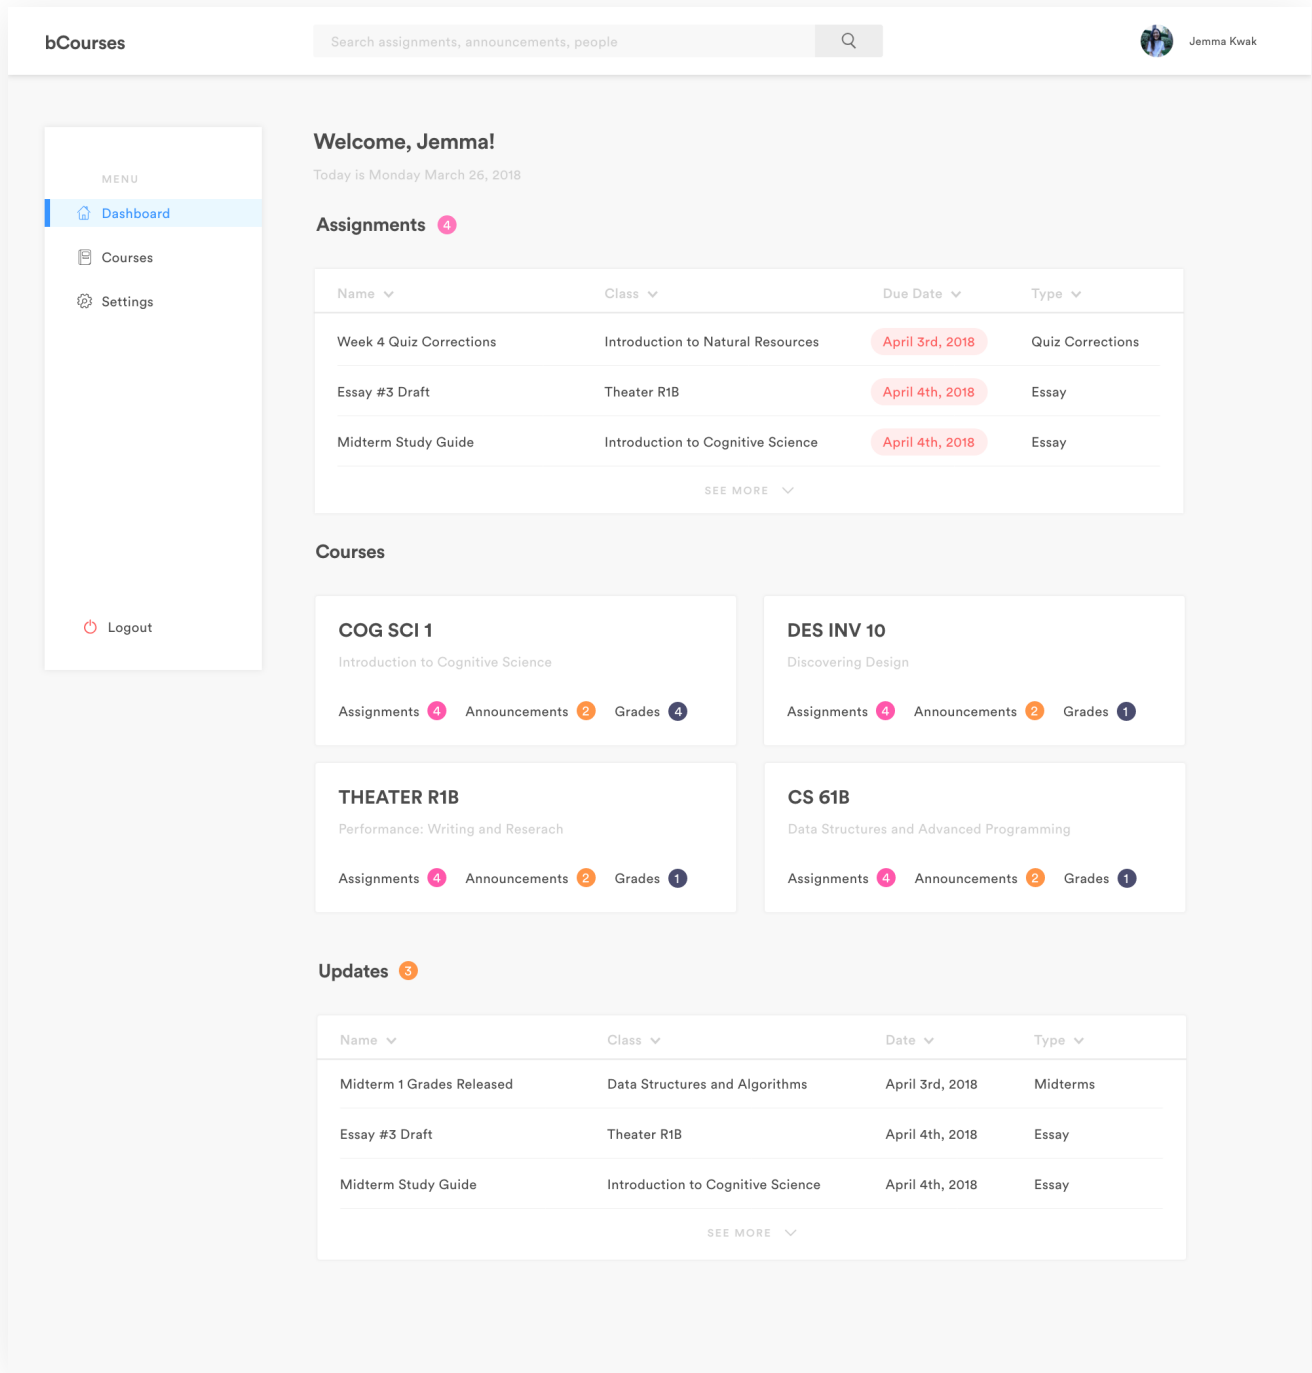 bCourses
Search assignments, announcements, people
Jemma Kwak
MENU
Dashboard
Courses
Settings
Logout
Welcome, Jemma!
Today is Monday March 26, 2018
Assignments 4
Name Class Due Date Type
Week 4 Quiz Corrections Introduction to Natural Resources April 3rd, 2018 Quiz Corrections
Essay #3 Draft Theater R1B April 4th, 2018 Essay
Midterm Study Guide Introduction to Cognitive Science April 4th, 2018 Essay
SEE MORE
Courses
COG SCI 1
Introduction to Cognitive Science
Assignments 4 Announcements 2 Grades 4
DES INV 10
Discovering Design
Assignments 4 Announcements 2 Grades 1
THEATER R1B
Performance: Writing and Reserach
Assignments 4 Announcements 2 Grades 1
CS 61B
Data Structures and Advanced Programming
Assignments 4 Announcements 2 Grades 1
Updates 3
Name Class Date Type
Midterm 1 Grades Released Data Structures and Algorithms April 3rd, 2018 Midterms
Essay #3 Draft Theater R1B April 4th, 2018 Essay
Midterm Study Guide Introduction to Cognitive Science April 4th, 2018 Essay
SEE MORE